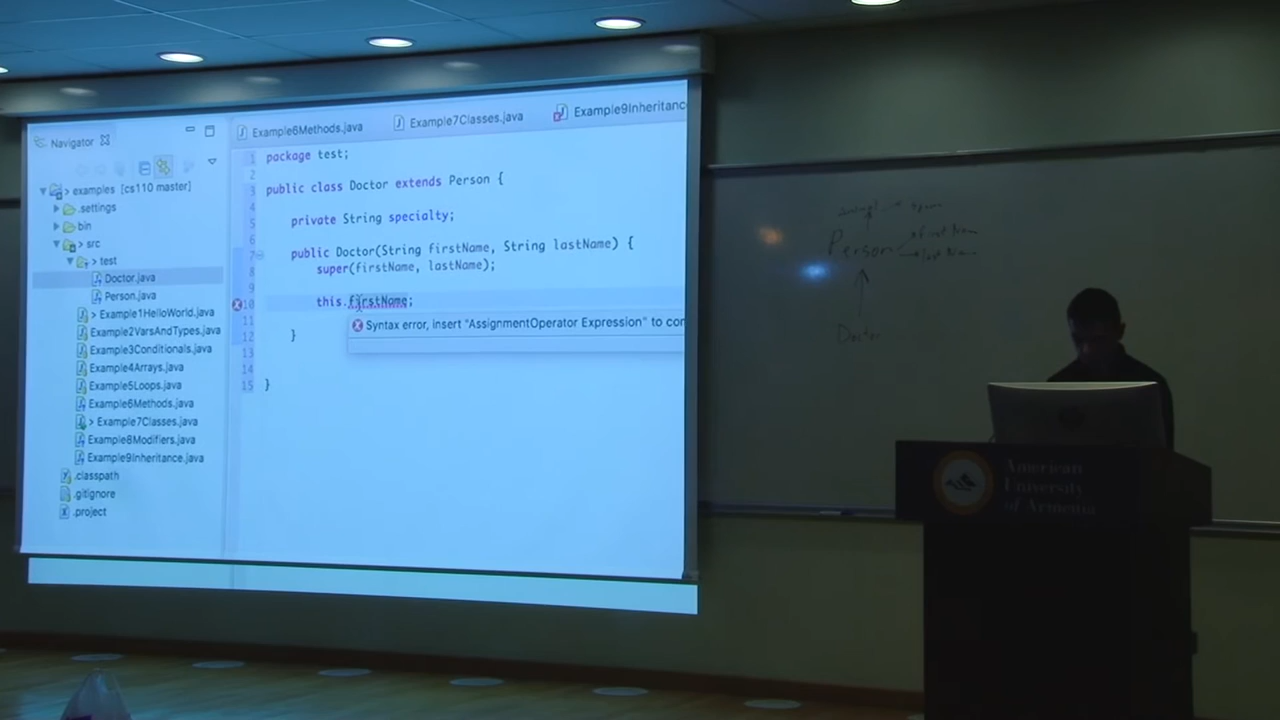 Navigator
Example6Methods.java
Example7Classes.java
Example9Inheritanc
> examples [cs110 master]
.settings
bin
> src
> test
Doctor.java
Person.java
> Example1HelloWorld.java
Example2VarsAndTypes.java
Example3Conditionals.java
Example4Arrays.java
Example5Loops.java
Example6Methods.java
> Example7Classes.java
Example8Modifiers.java
Example9Inheritance.java
.classpath
.gitignore
.project
1 package test;
2
3 public class Doctor extends Person {
4
5 private String specialty;
6
7 public Doctor(String firstName, String lastName) {
8 super(firstName, lastName);
9
10 this.firstName;
Syntax error, insert "AssignmentOperator Expression" to com
11
12 }
13
14
15 }
Person
Doctor
American
University
of Armenia